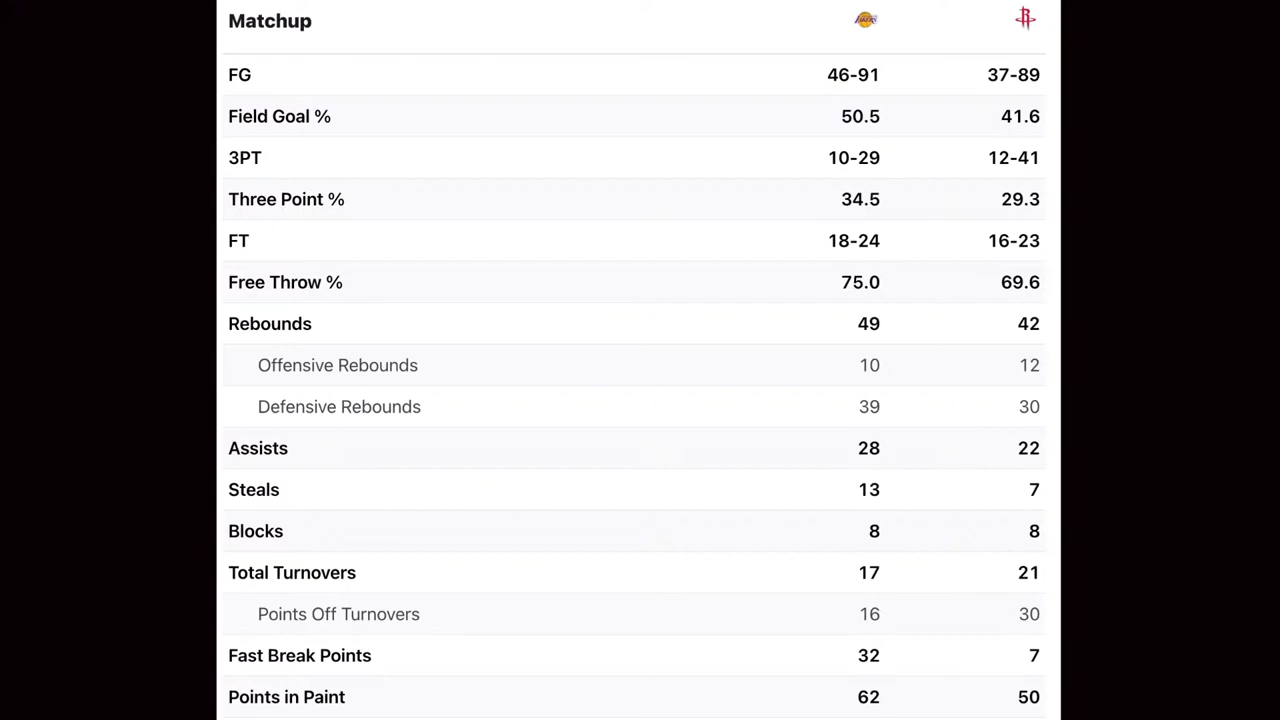 Matchup
FG 46-91 37-89
Field Goal % 50.5 41.6
3PT 10-29 12-41
Three Point % 34.5 29.3
FT 18-24 16-23
Free Throw % 75.0 69.6
Rebounds 49 42
Offensive Rebounds 10 12
Defensive Rebounds 39 30
Assists 28 22
Steals 13 7
Blocks 8 8
Total Turnovers 17 21
Points Off Turnovers 16 30
Fast Break Points 32 7
Points in Paint 62 50